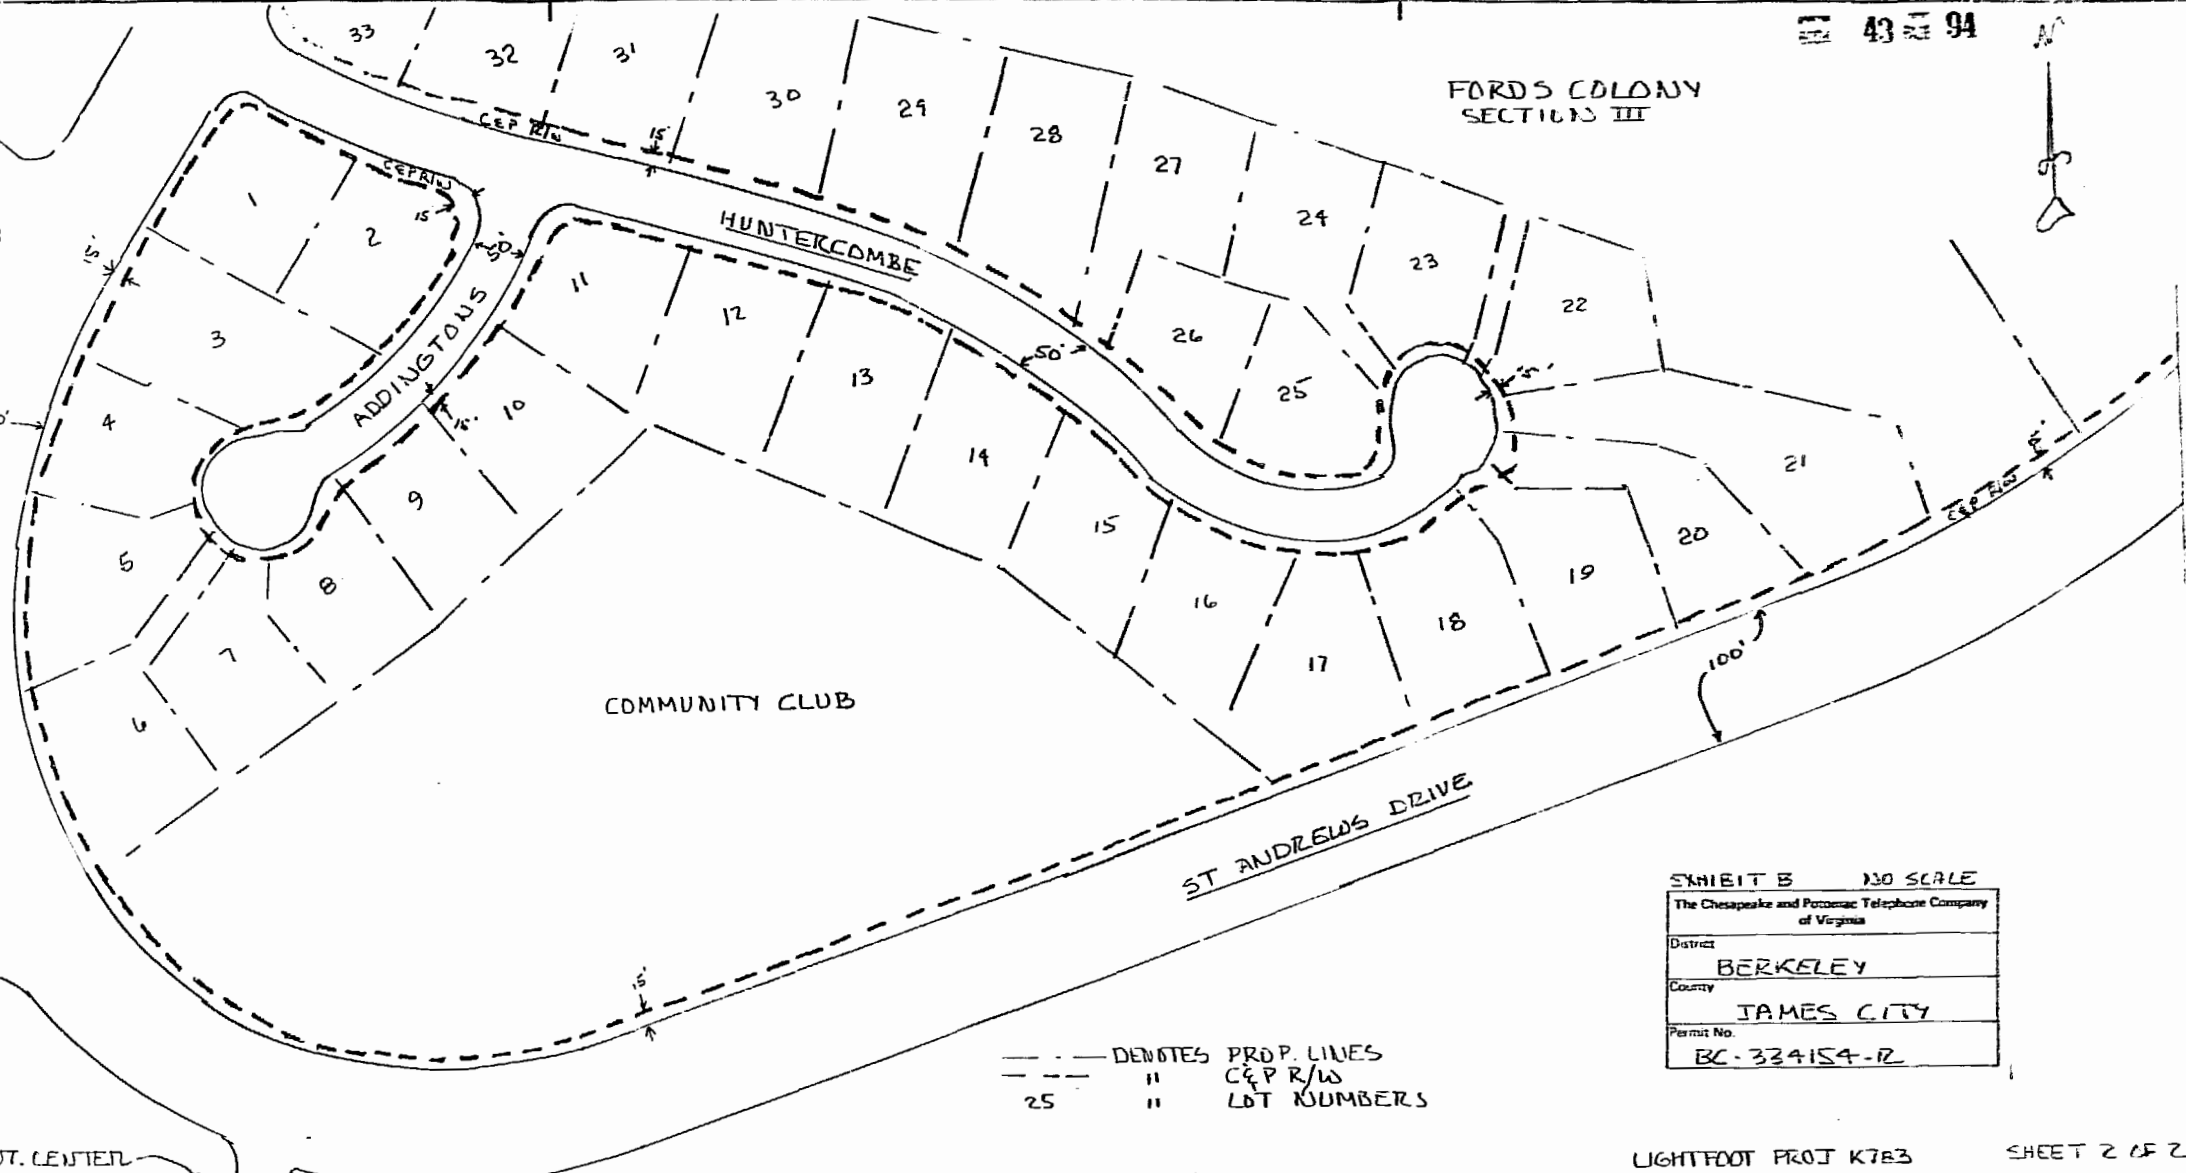 43 94
N
FORDS COLONY
SECTION III
33
32
31
30
29
28
27
24
23
22
C&P R/W
15'
C&P R/W
15'
1
2
50'
HUNTERCOMBE
ADDINGTONS
15'
3
4
5
6
7
8
9
10
15'
11
12
13
50'
26
25
15'
14
15
16
17
18
19
20
21
C&P R/W
15'
100'
COMMUNITY CLUB
ST ANDREWS DRIVE
15'
EXHIBIT B NO SCALE
The Chesapeake and Potomac Telephone Company
of Virginia
District
BERKELEY
County
JAMES CITY
Permit No.
BC-334154-R
DENOTES PROP. LINES
" C&P R/W
25 " LOT NUMBERS
CENTER
LIGHTFOOT PROJ K783
SHEET 2 OF 2